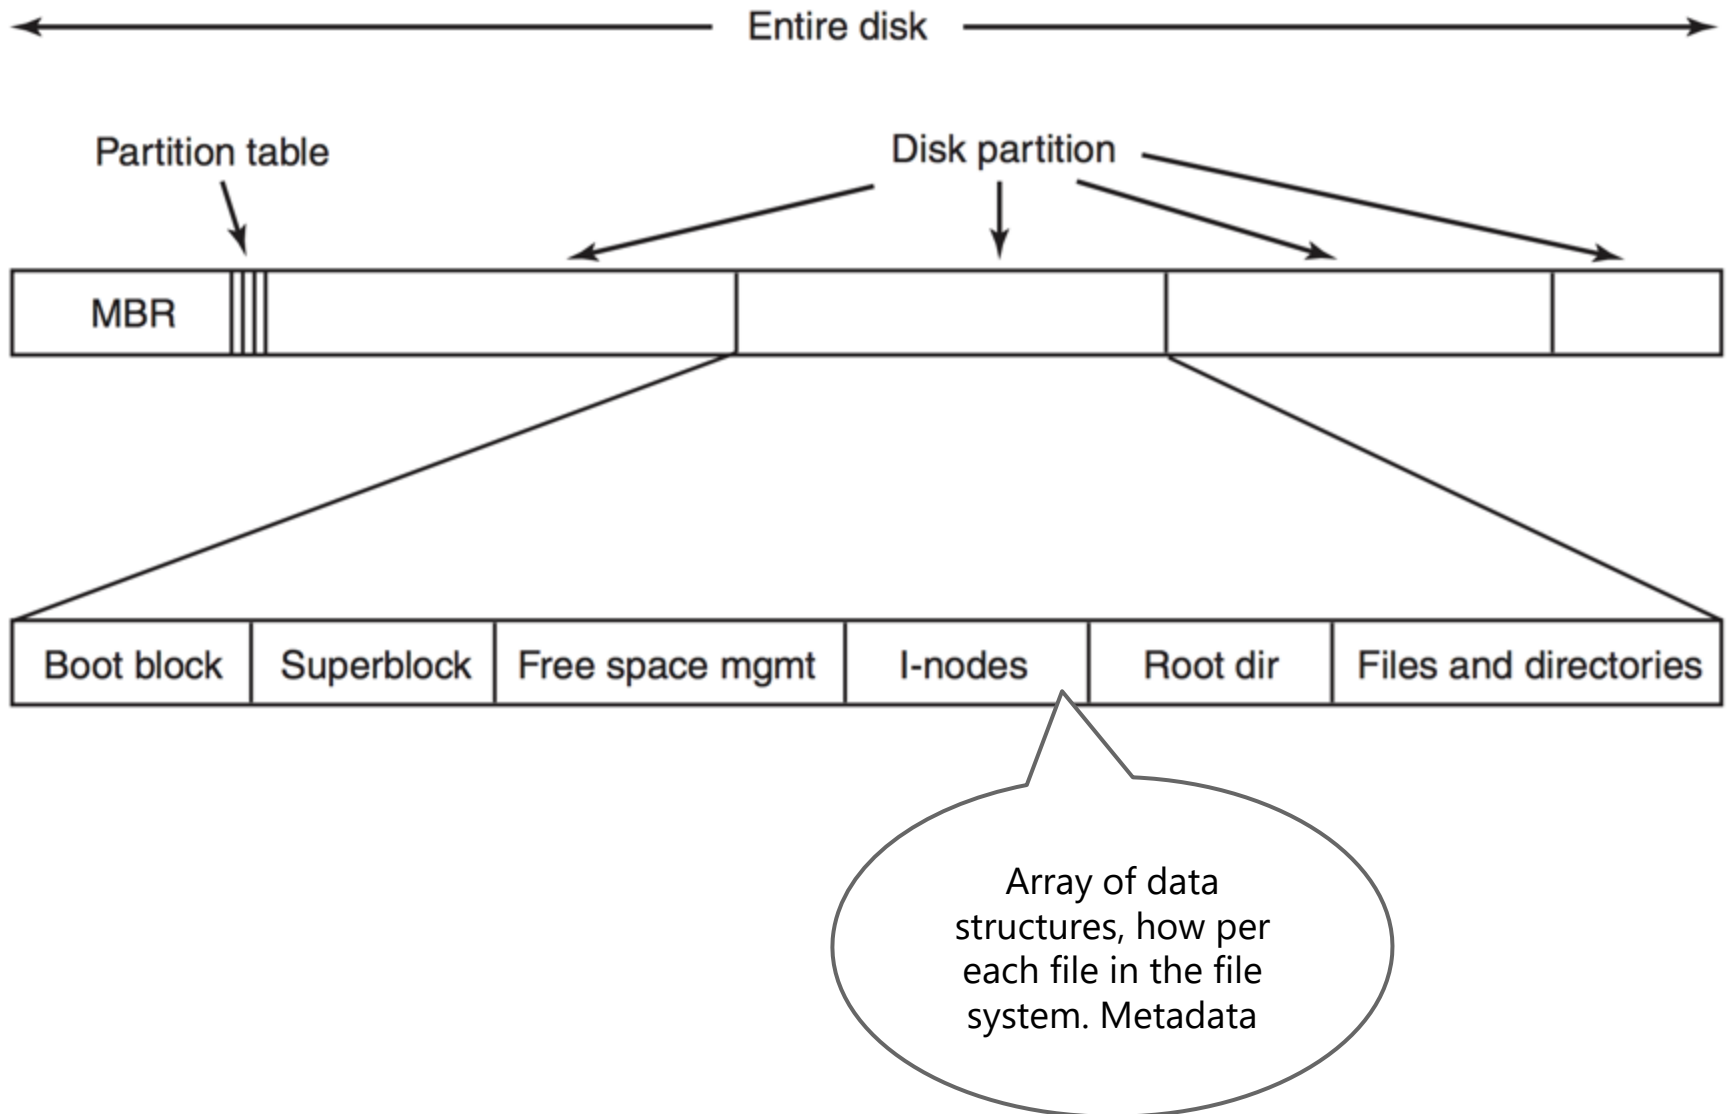 Entire disk
Partition table
Disk partition
MBR
Boot block
Superblock
Free space mgmt
I-nodes
Root dir
Files and directories
Array of data
structures, how per
each file in the file
system. Metadata